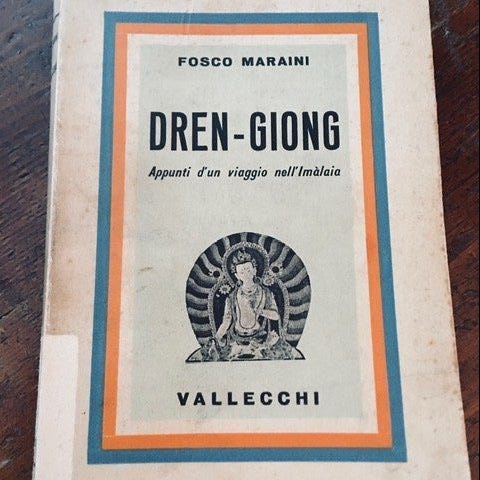 FOSCO MARAINI
DREN-GIONG
Appunti d'un viaggio nell'Imàlaia
VALLECCHI